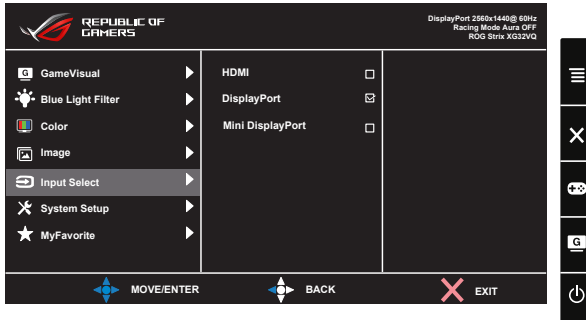 REPUBLIC OF
GAMERS
DisplayPort 2560x1440@ 60Hz
Racing Mode Aura OFF
ROG Strix XG32VQ
G GameVisual
Blue Light Filter
Color
Image
Input Select
System Setup
MyFavorite
HDMI
DisplayPort
Mini DisplayPort
G
MOVE/ENTER
BACK
EXIT